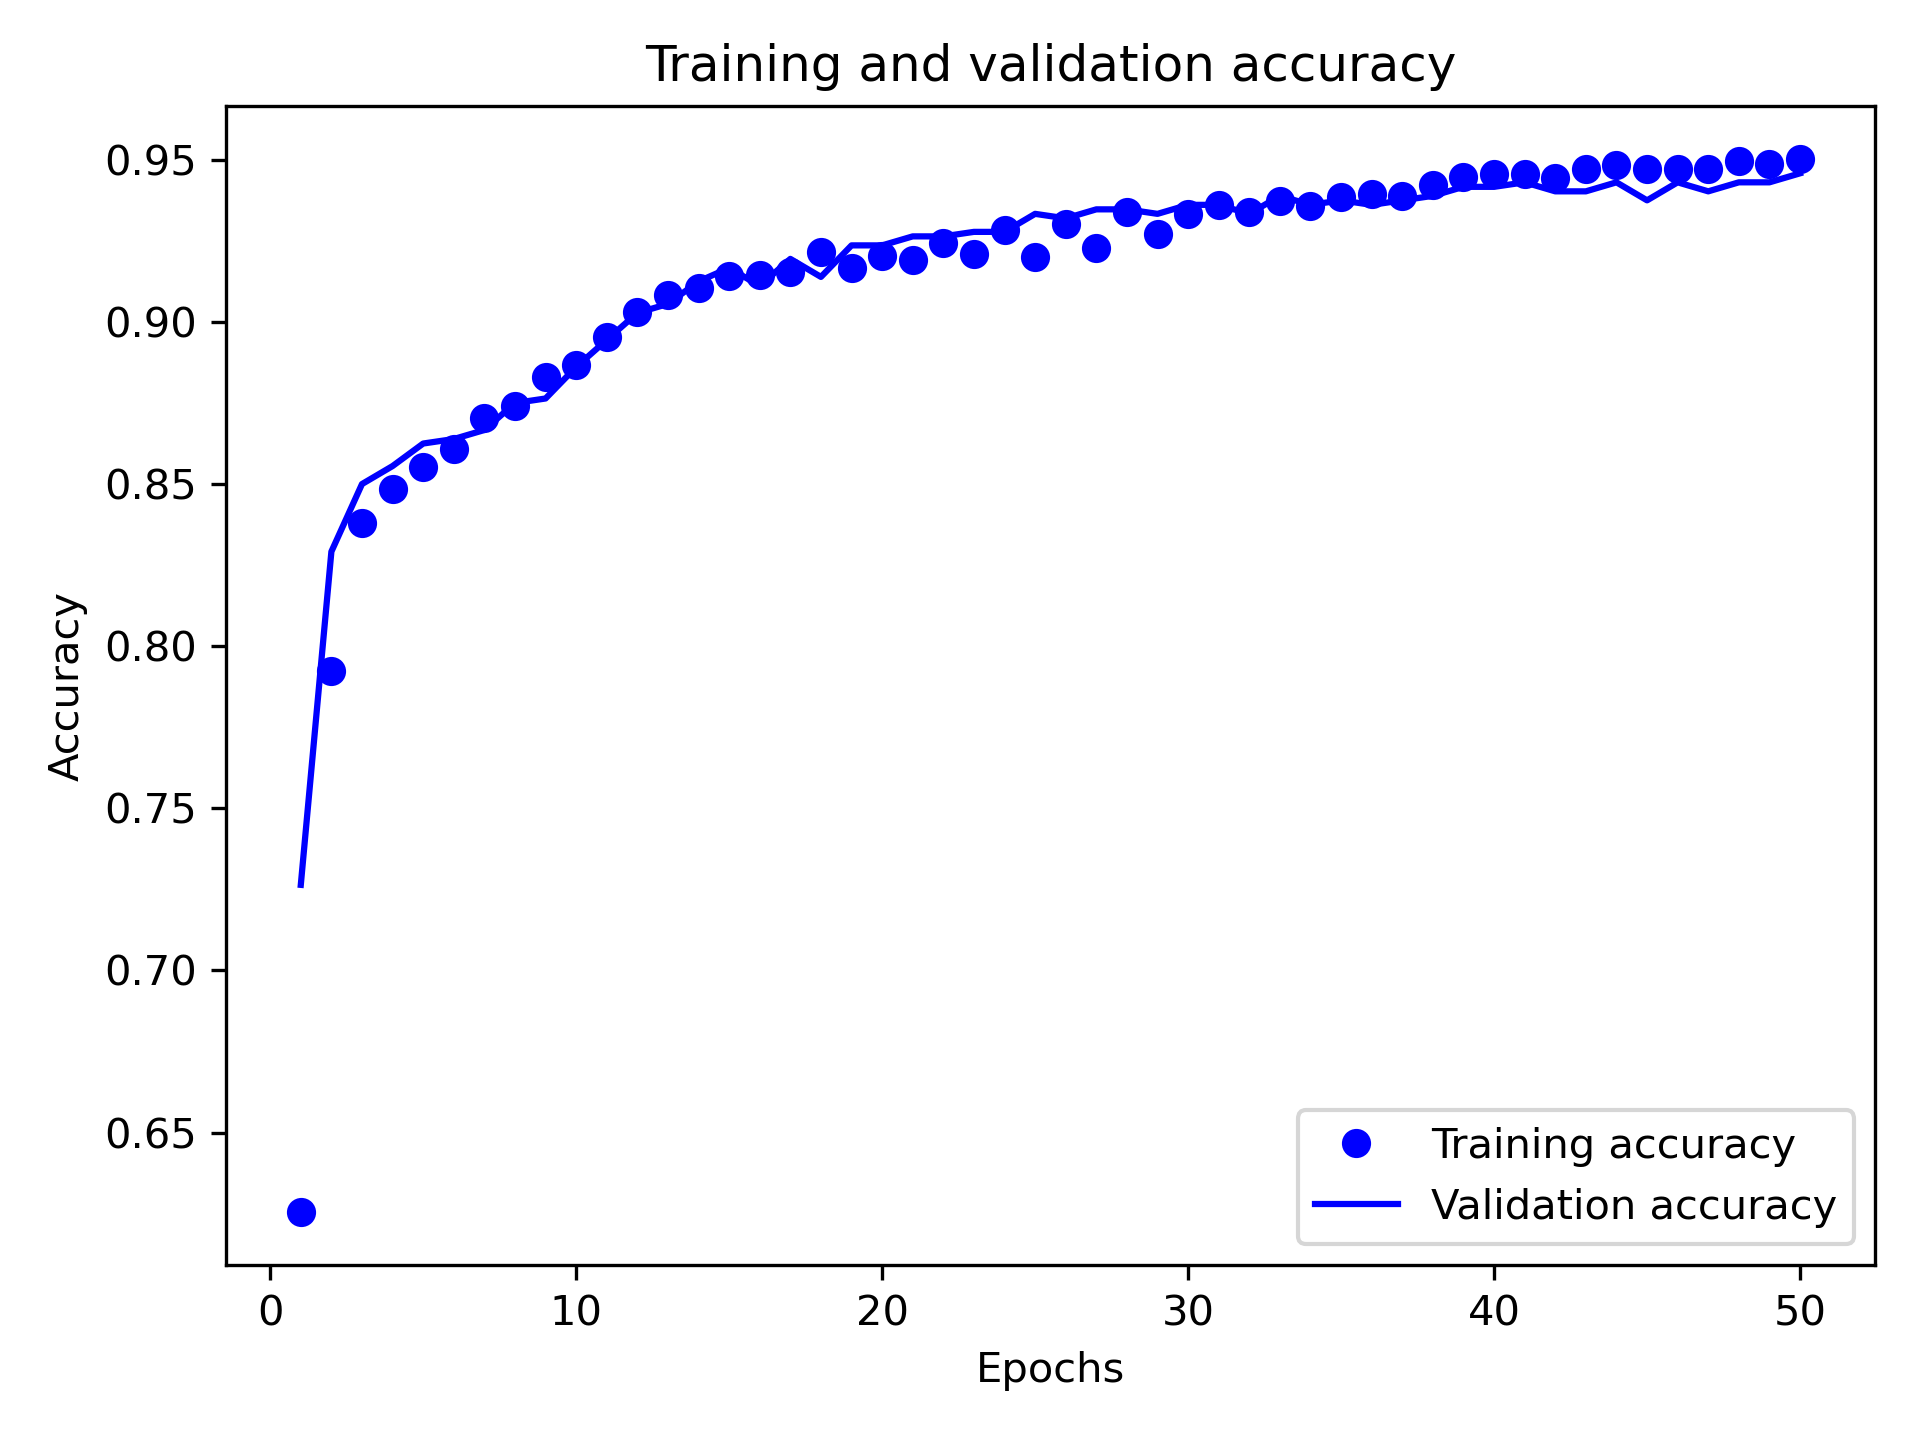 Training and validation accuracy
0.95
0.90
0.85
0.80
0.75
0.70
0.65
Accuracy
Training accuracy
Validation accuracy
0 10 20 30 40 50
Epochs